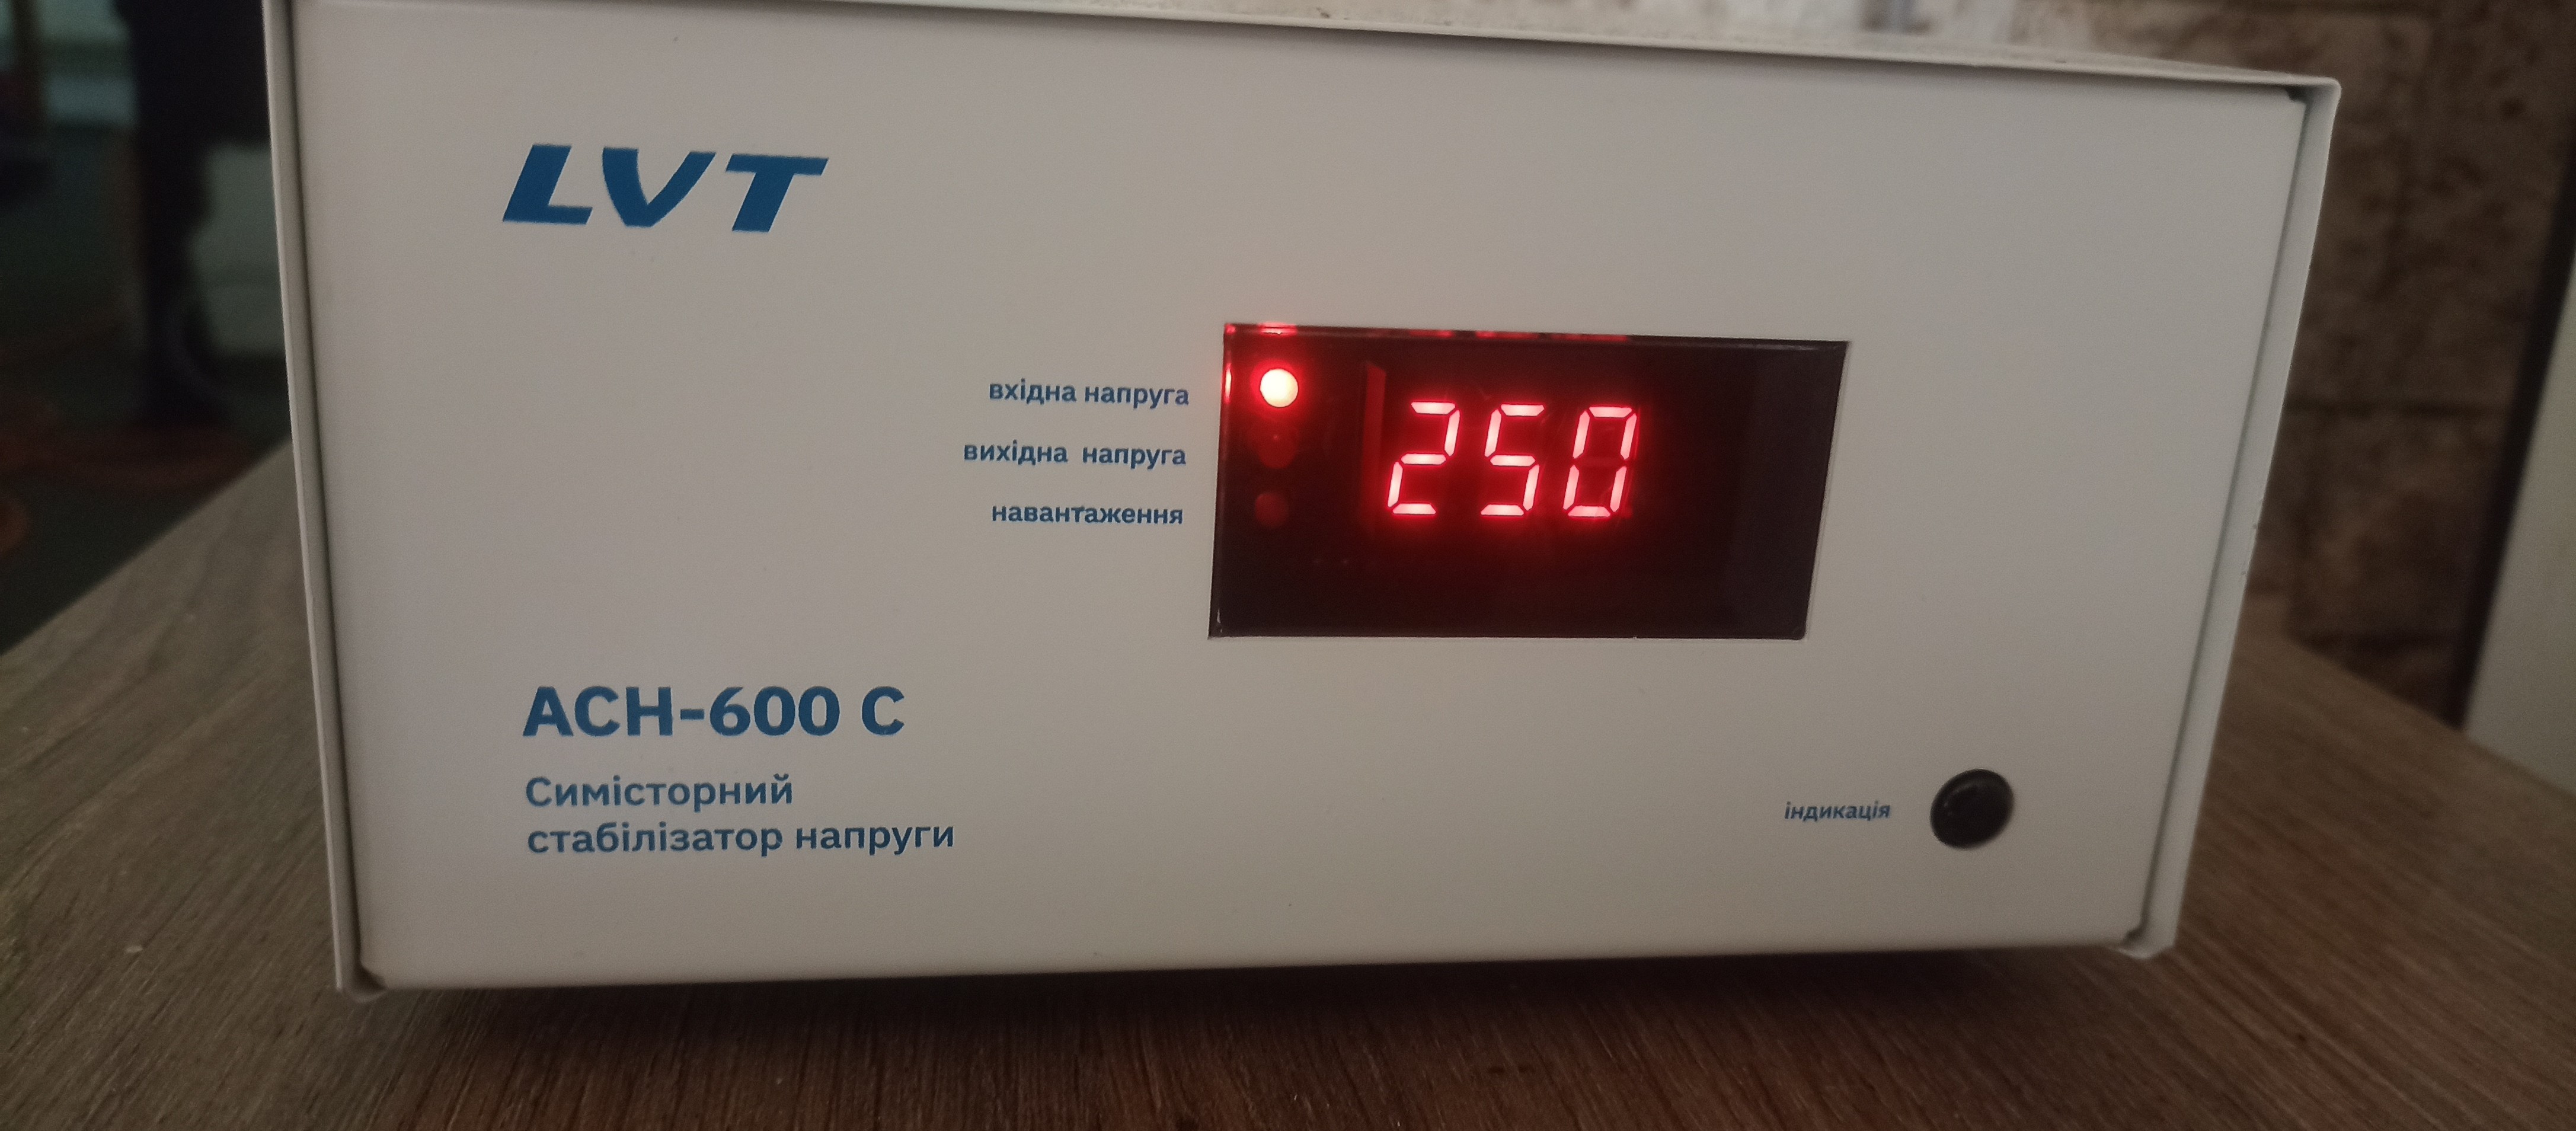 LVT
вхідна напруга
вихідна напруга
навантаження
250
АСН-600 С
Симісторний
стабілізатор напруги
індикація